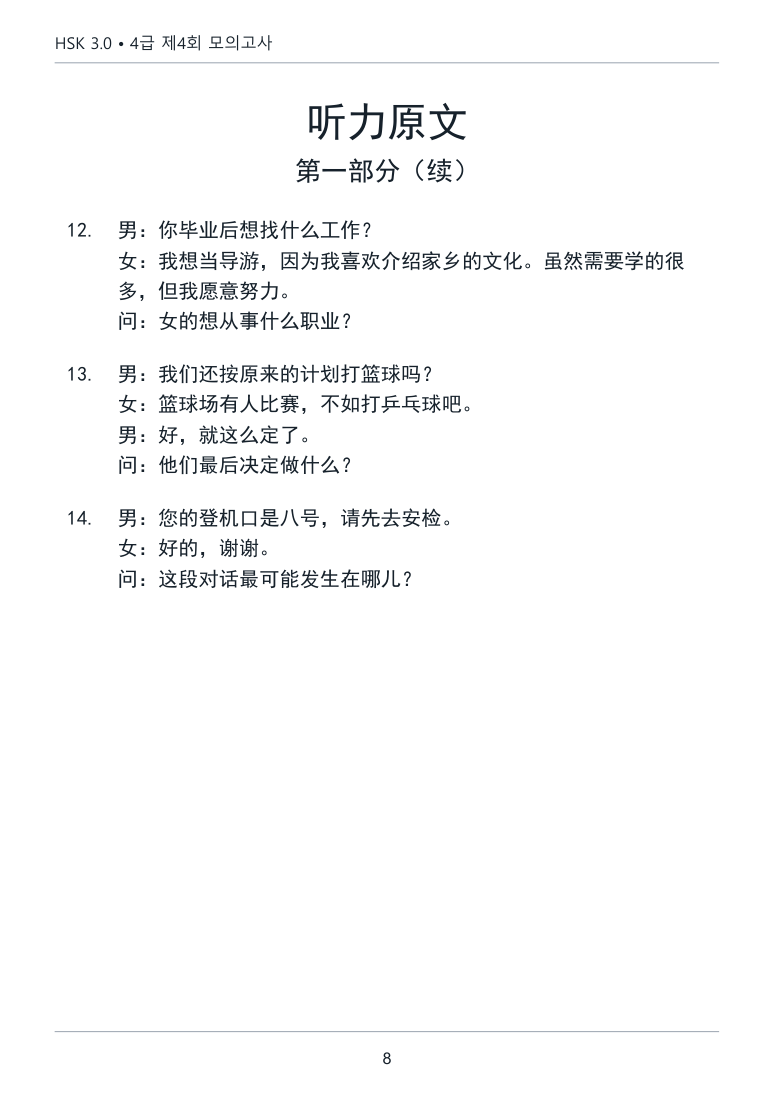 HSK 3.0 • 4급 제4회 모의고사
听力原文
第一部分（续）
12. 男：你毕业后想找什么工作？
女：我想当导游，因为我喜欢介绍家乡的文化。虽然需要学的很
多，但我愿意努力。
问：女的想从事什么职业？
13. 男：我们还按原来的计划打篮球吗？
女：篮球场有人比赛，不如打乒乓球吧。
男：好，就这么定了。
问：他们最后决定做什么？
14. 男：您的登机口是八号，请先去安检。
女：好的，谢谢。
问：这段对话最可能发生在哪儿？
8